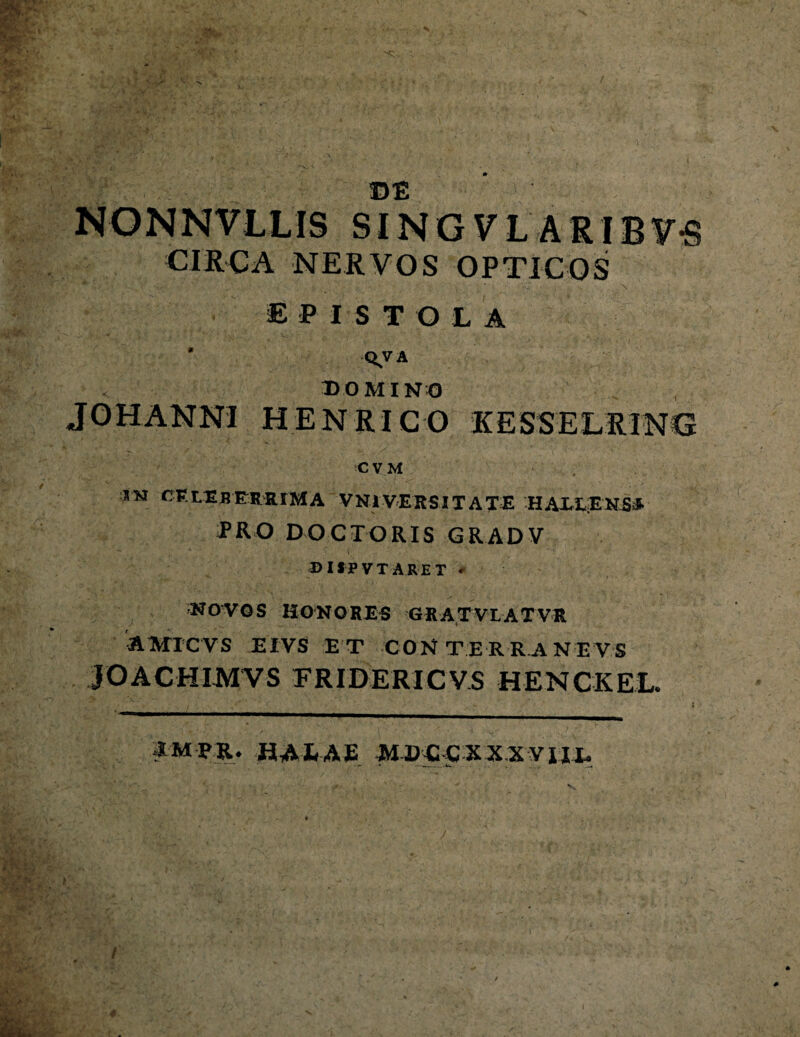 DE
NONNVLLIS SINGVLARIBVS
CIRCA NERVOS OPTICOS
EPISTOLA
QVA
DOMINO
JOHANNI HENRICO KESSELRING
CVM
IN CELEBERRIMA VNIVERSITATE HALLENSI
PRO DOCTORIS GRADV
DISPVTARET
NOVOS HONORES GRATVLATVR
AMICVS EIVS ET CONTERRANEVS
JOACHIMVS FRIDERICVS HENCKEL.
IMPR. HALAE MDCCXXXVIII.